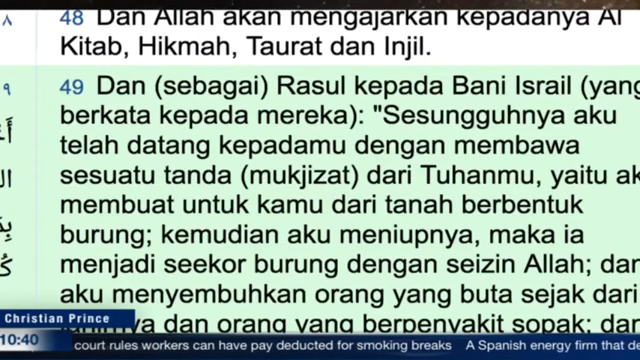 48 Dan Allah akan mengajarkan kepadanya Al
Kitab, Hikmah, Taurat dan Injil.
49 Dan (sebagai) Rasul kepada Bani Israil (yang
berkata kepada mereka): "Sesungguhnya aku
telah datang kepadamu dengan membawa
sesuatu tanda (mukjizat) dari Tuhanmu, yaitu ak
membuat untuk kamu dari tanah berbentuk
burung; kemudian aku meniupnya, maka ia
menjadi seekor burung dengan seizin Allah; dan
aku menyembuhkan orang yang buta sejak dari
dan orang yang berpenyakit sopak; dan
Christian Prince
10:40 court rules workers can have pay deducted for smoking breaks A Spanish energy firm that de